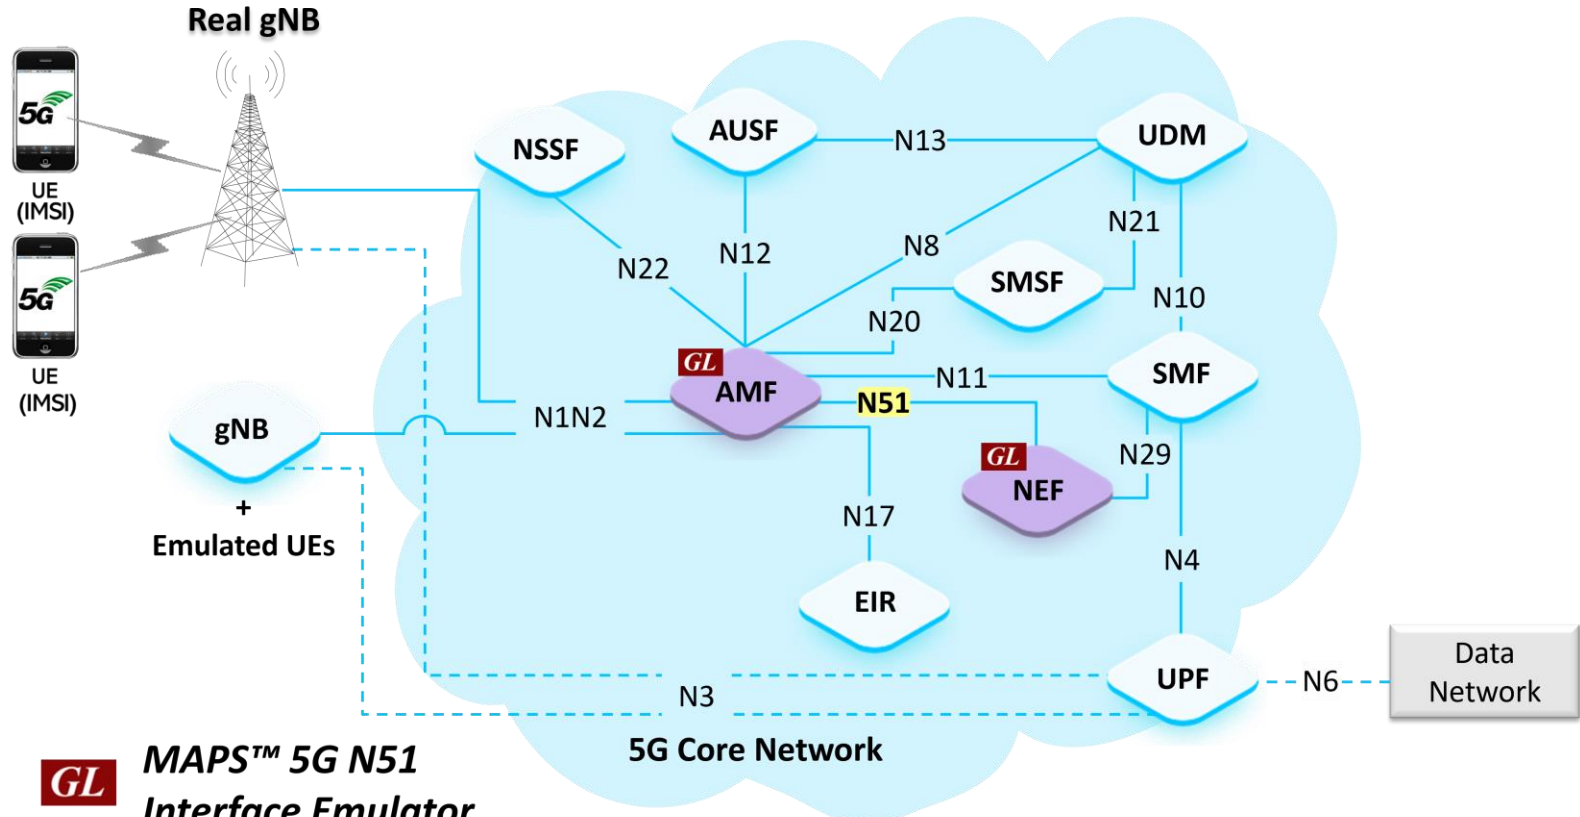 Real gNB
5G
UE
(IMSI)
5G
UE
(IMSI)
NSSF
AUSF
N13
UDM
N22
N12
N8
N21
SMSF
N20
N10
GL
AMF
N11
SMF
N51
N1N2
gNB
+
Emulated UEs
GL
NEF
N29
N17
N4
EIR
UPF
N6
Data
Network
N3
5G Core Network
GL
MAPS™ 5G N51
Interface Emulator